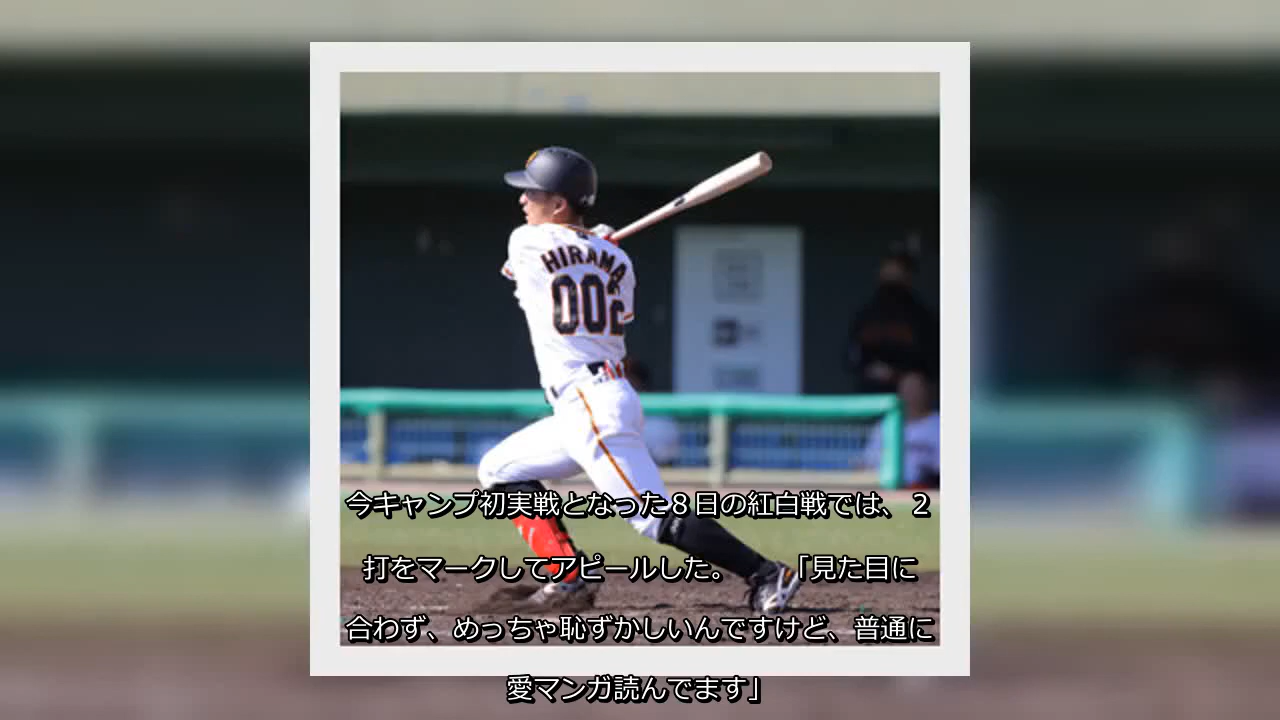 HIRAMA
002
今キャンプ初実戦となった８日の紅白戦では、２
打をマークしてアピールした。　　「見た目に
合わず、めっちゃ恥ずかしいんですけど、普通に
愛マンガ読んでます」